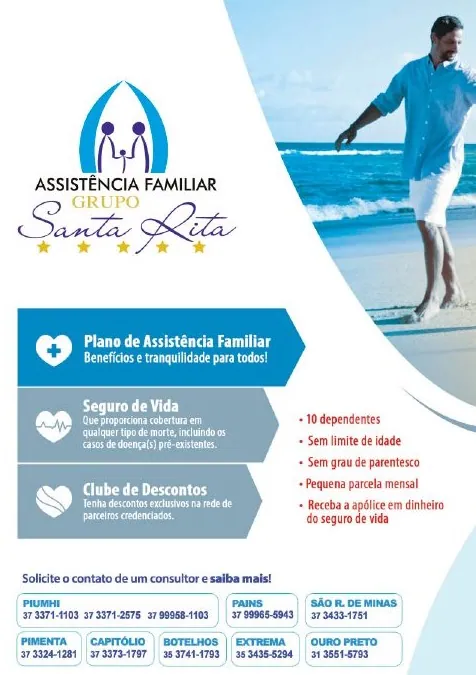 ASSISTÊNCIA FAMILIAR
GRUPO
Santa Rita
Plano de Assistência Familiar
Benefícios e tranquilidade para todos!
Seguro de Vida
Que proporciona cobertura em
qualquer tipo de morte, incluindo os
casos de doença(s) pré-existentes.
Clube de Descontos
Tenha descontos exclusivos na rede de
parceiros credenciados.
• 10 dependentes
• Sem limite de idade
• Sem grau de parentesco
• Pequena parcela mensal
• Receba a apólice em dinheiro
do seguro de vida
Solicite o contato de um consultor e saiba mais!
PIUMHI
37 3371-1103 37 3371-2575 37 99958-1103
PAINS
37 99965-5943
SÃO R. DE MINAS
37 3433-1751
PIMENTA
37 3324-1281
CAPITÓLIO
37 3373-1797
BOTELHOS
35 3741-1793
EXTREMA
35 3435-5294
OURO PRETO
31 3551-5793